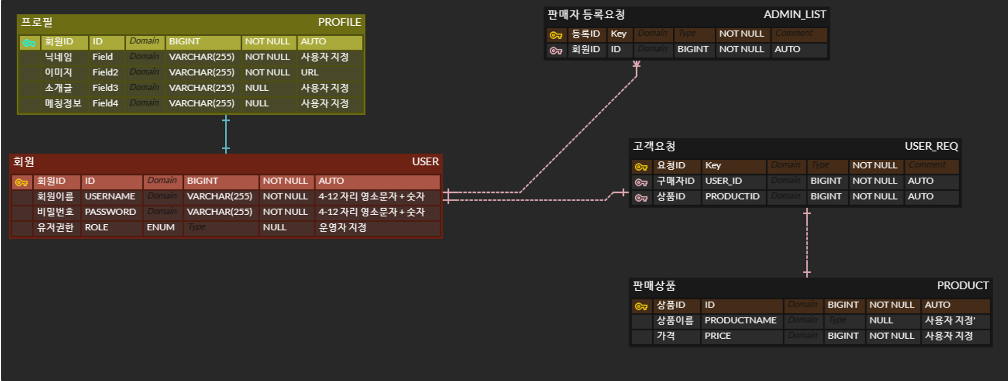 프로필 PROFILE
회원ID ID Domain BIGINT NOT NULL AUTO
닉네임 Field Domain VARCHAR(255) NOT NULL 사용자 지정
이미지 Field2 Domain VARCHAR(255) NOT NULL URL
소개글 Field3 Domain VARCHAR(255) NULL 사용자 지정
매칭정보 Field4 Domain VARCHAR(255) NULL 사용자 지정
판매자 등록요청 ADMIN_LIST
등록ID Key Domain Type NOT NULL Comment
회원ID ID Domain BIGINT NOT NULL AUTO
회원 USER
회원ID ID Domain BIGINT NOT NULL AUTO
회원이름 USERNAME Domain VARCHAR(255) NOT NULL 4-12 자리 영소문자 + 숫자
비밀번호 PASSWORD Domain VARCHAR(255) NOT NULL 4-12 자리 영소문자 + 숫자
유저권한 ROLE ENUM Type NULL 운영자 지정
고객요청 USER_REQ
요청ID Key Domain Type NOT NULL Comment
구매자ID USER_ID Domain BIGINT NOT NULL AUTO
상품ID PRODUCTID Domain BIGINT NOT NULL AUTO
판매상품 PRODUCT
상품ID ID Domain BIGINT NOT NULL AUTO
상품이름 PRODUCTNAME Domain Type NULL 사용자 지정'
가격 PRICE Domain BIGINT NOT NULL 사용자 지정